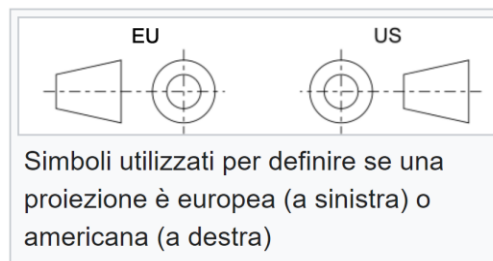 EU US
Simboli utilizzati per definire se una
proiezione è europea (a sinistra) o
americana (a destra)